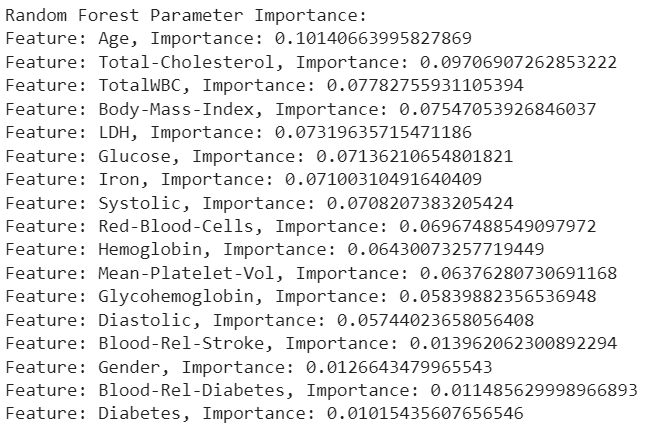 Random Forest Parameter Importance:
Feature: Age, Importance: 0.10140663995827869
Feature: Total-Cholesterol, Importance: 0.09706907262853222
Feature: TotalWBC, Importance: 0.07782755931105394
Feature: Body-Mass-Index, Importance: 0.07547053926846037
Feature: LDH, Importance: 0.07319635715471186
Feature: Glucose, Importance: 0.07136210654801821
Feature: Iron, Importance: 0.07100310491640409
Feature: Systolic, Importance: 0.0708207383205424
Feature: Red-Blood-Cells, Importance: 0.06967488549097972
Feature: Hemoglobin, Importance: 0.06430073257719449
Feature: Mean-Platelet-Vol, Importance: 0.06376280730691168
Feature: Glycohemoglobin, Importance: 0.05839882356536948
Feature: Diastolic, Importance: 0.05744023658056408
Feature: Blood-Rel-Stroke, Importance: 0.013962062300892294
Feature: Gender, Importance: 0.0126643479965543
Feature: Blood-Rel-Diabetes, Importance: 0.011485629998966893
Feature: Diabetes, Importance: 0.01015435607656546